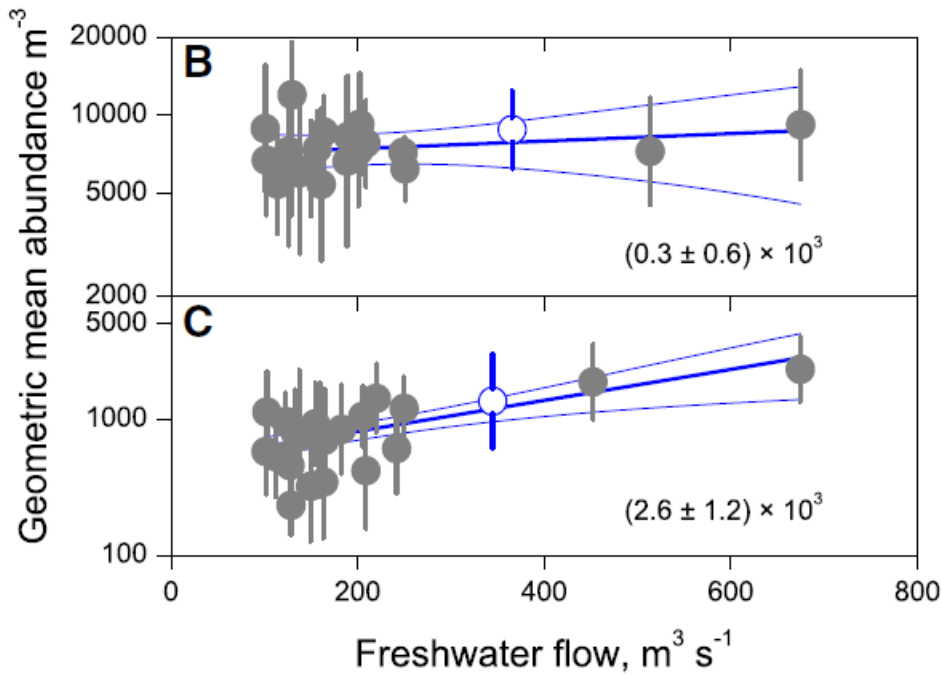 Geometric mean abundance m⁻³
20000
B
10000
5000
(0.3 ± 0.6) × 10³
2000
5000
C
1000
(2.6 ± 1.2) × 10³
100
0 200 400 600 800
Freshwater flow, m³ s⁻¹